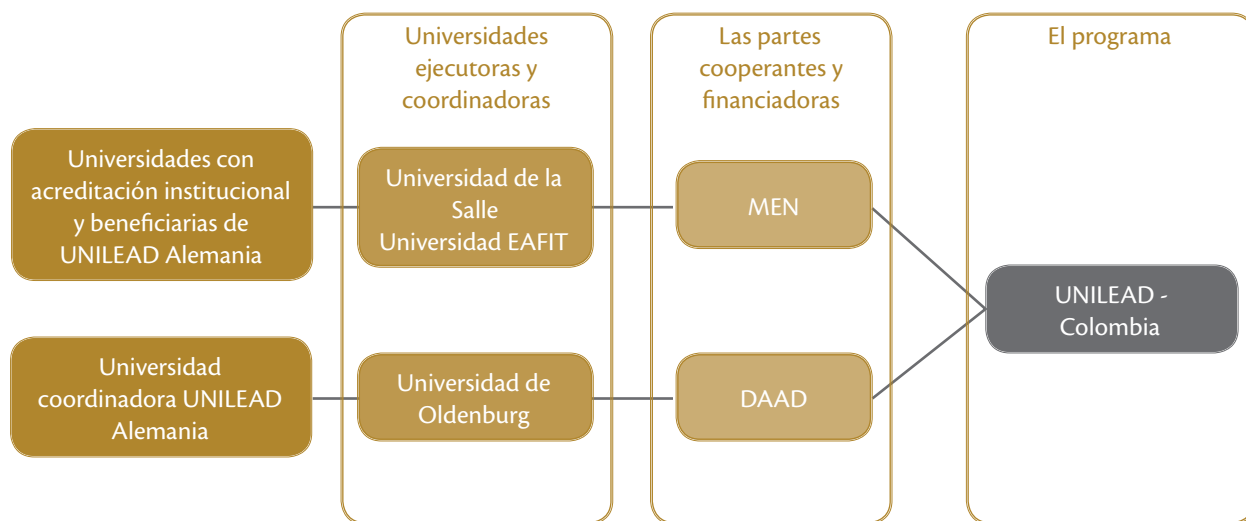 Universidades
ejecutoras y
coordinadoras
Las partes
cooperantes y
financiadoras
El programa
Universidades con
acreditación institucional
y beneficiarias de
UNILEAD Alemania
Universidad de la
Salle
Universidad EAFIT
MEN
UNILEAD -
Colombia
Universidad
coordinadora UNILEAD
Alemania
Universidad de
Oldenburg
DAAD